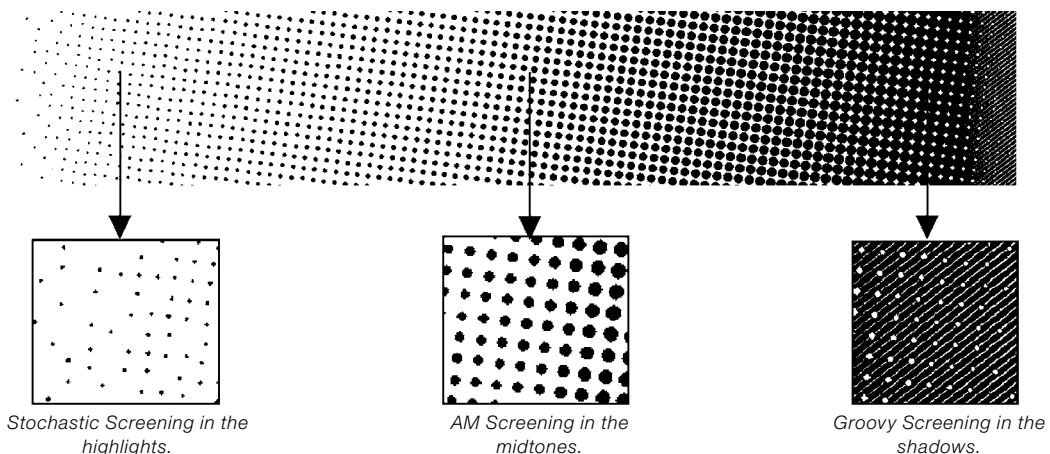 Stochastic Screening in the
highlights.
AM Screening in the
midtones.
Groovy Screening in the
shadows.